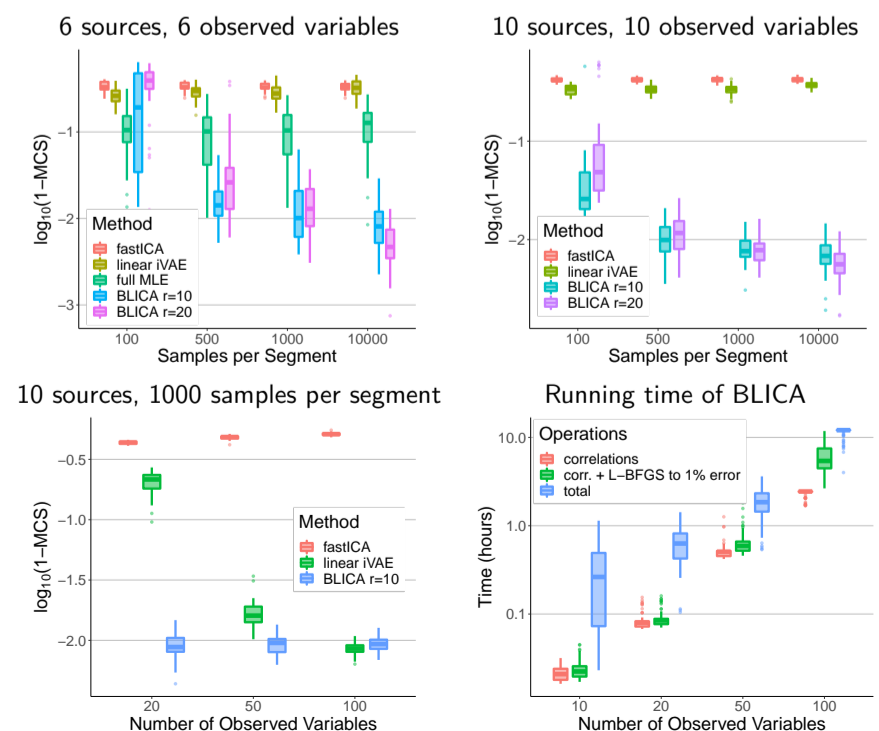 6 sources, 6 observed variables
log10(1−MCS)
−1
−2
−3
Method
fastICA
linear iVAE
full MLE
BLICA r=10
BLICA r=20
100 500 1000 10000
Samples per Segment
10 sources, 10 observed variables
log10(1−MCS)
−1
−2
Method
fastICA
linear iVAE
BLICA r=10
BLICA r=20
100 500 1000 10000
Samples per Segment
10 sources, 1000 samples per segment
log10(1−MCS)
−0.5
−1.0
−1.5
−2.0
Method
fastICA
linear iVAE
BLICA r=10
20 50 100
Number of Observed Variables
Running time of BLICA
Time (hours)
10.0
1.0
0.1
Operations
correlations
corr. + L−BFGS to 1% error
total
10 20 50 100
Number of Observed Variables